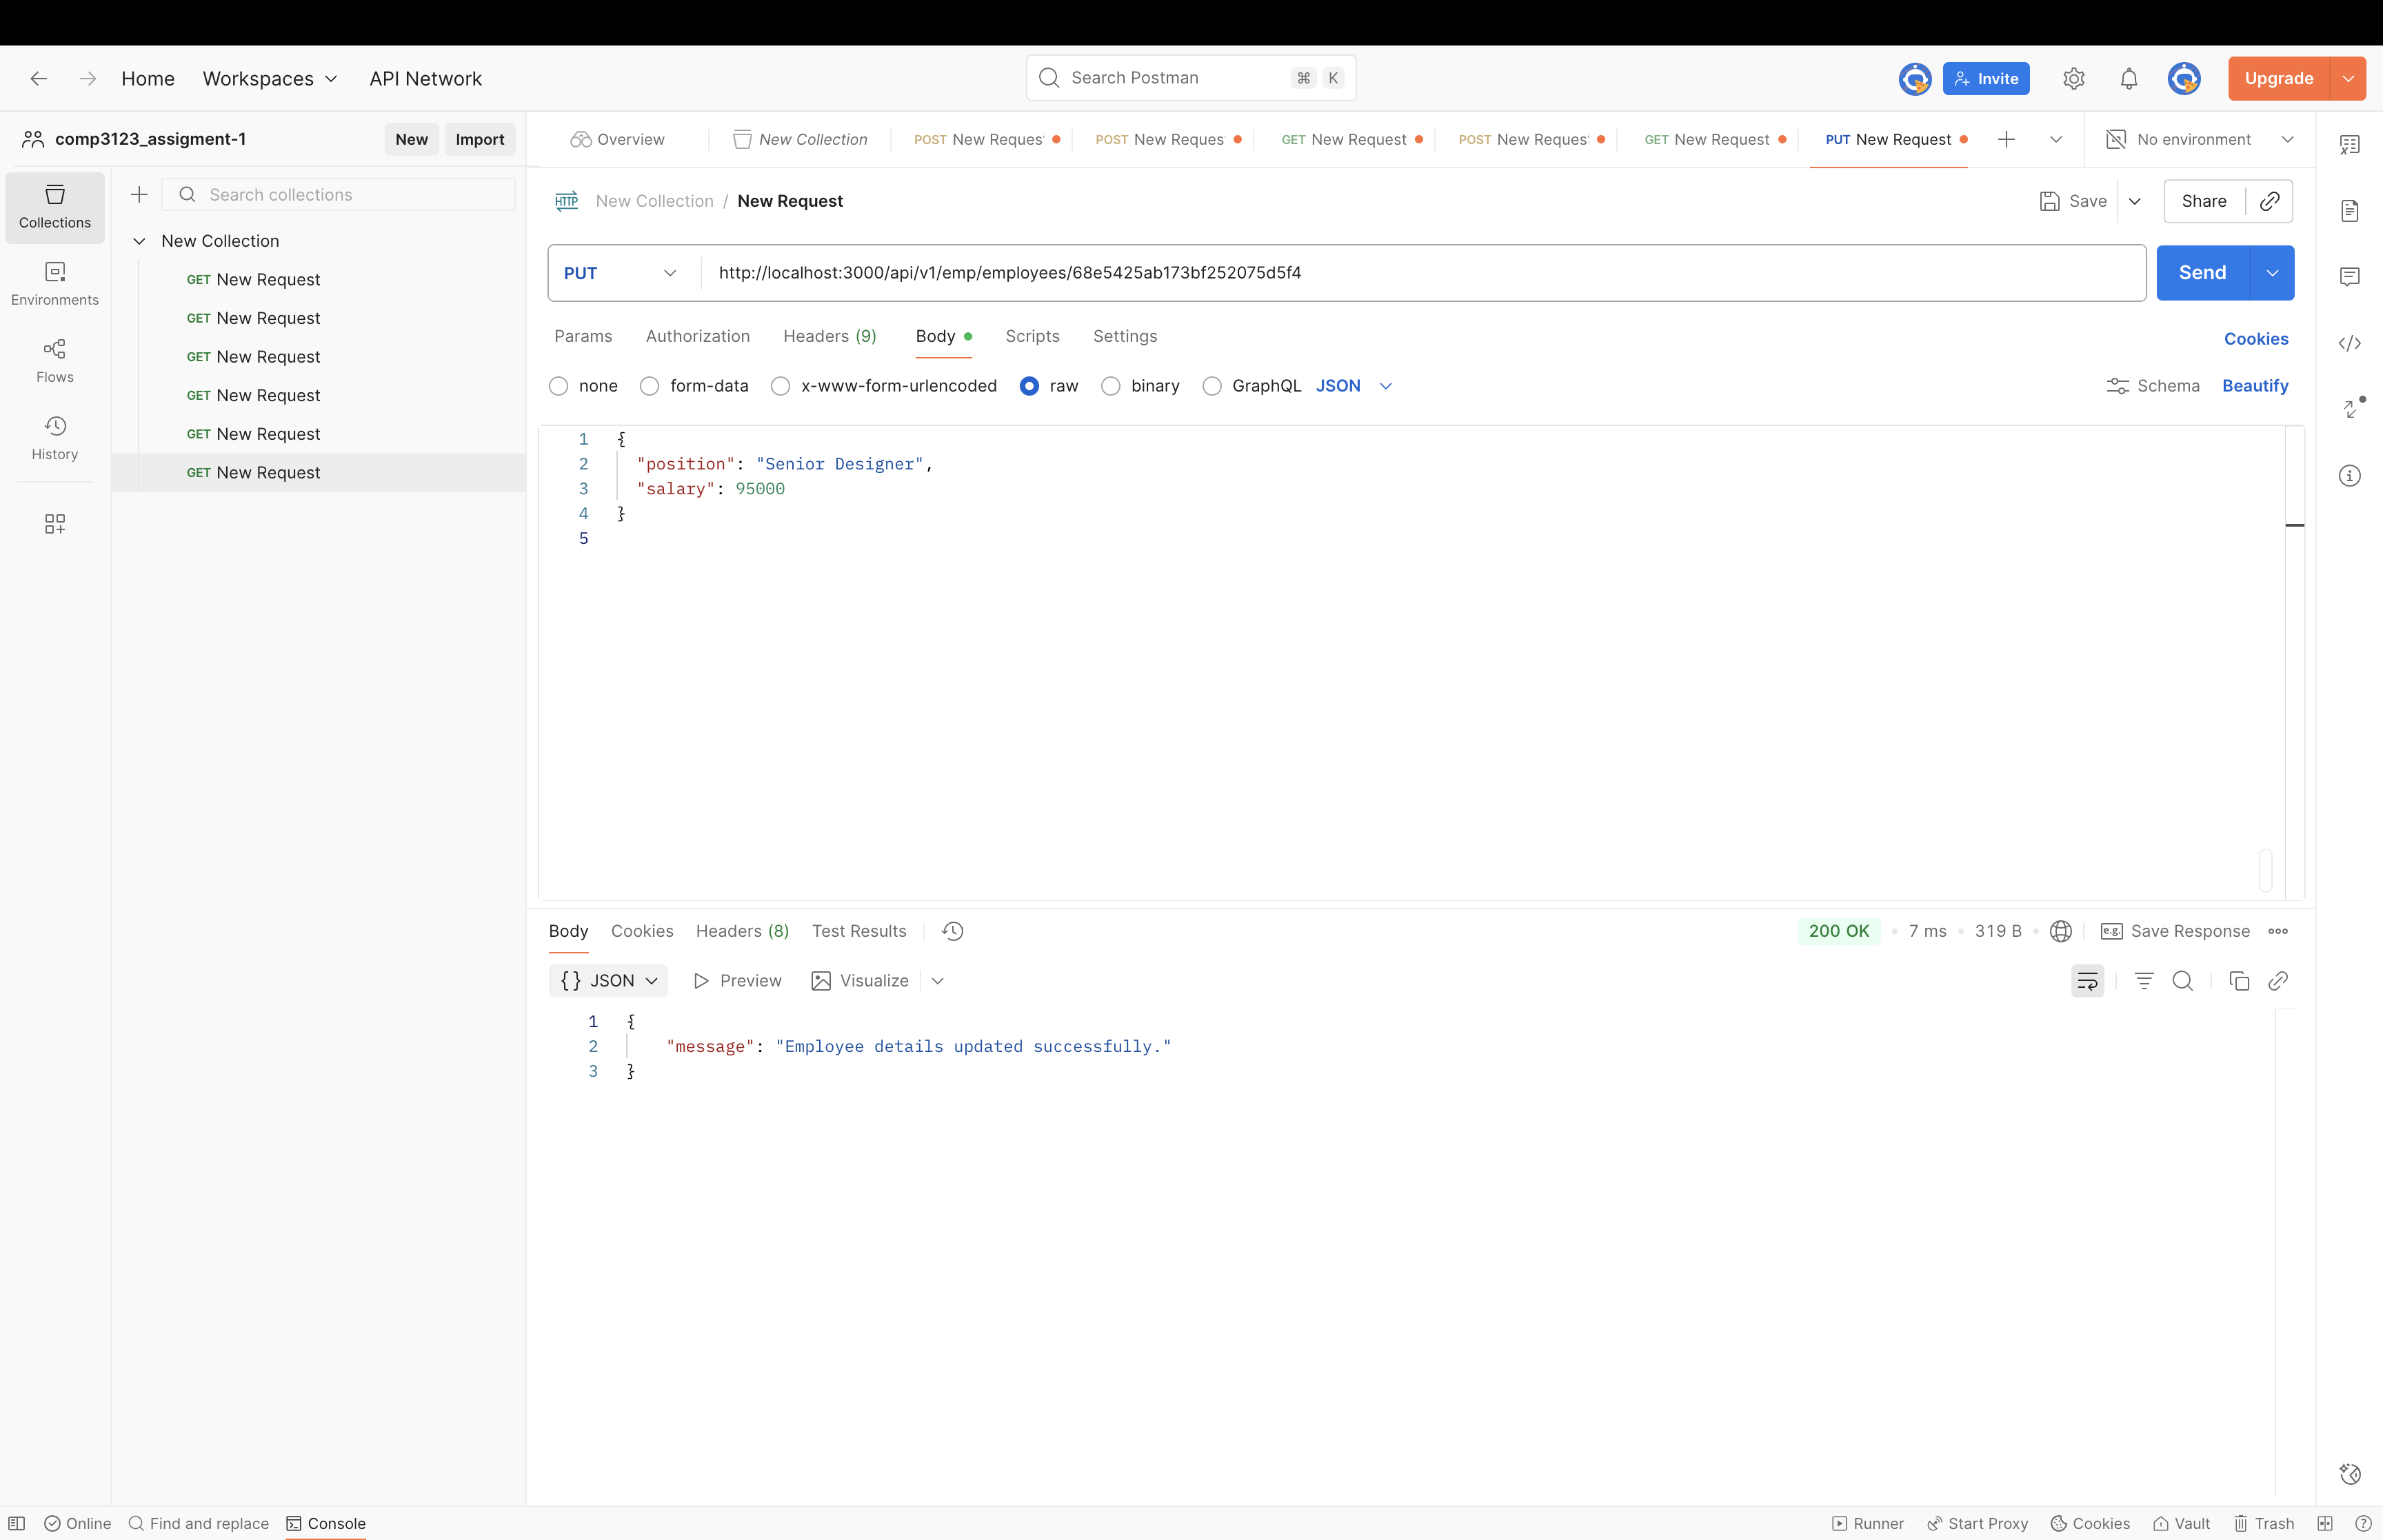 Home Workspaces API Network Search Postman ⌘ K Invite Upgrade
comp3123_assigment-1 New Import
Overview New Collection POST New Reques POST New Reques GET New Request POST New Reques GET New Request PUT New Request No environment
Collections
Environments
Flows
History
Search collections
New Collection
GET New Request
GET New Request
GET New Request
GET New Request
GET New Request
GET New Request
HTTP New Collection / New Request Save Share
PUT http://localhost:3000/api/v1/emp/employees/68e5425ab173bf252075d5f4 Send
Params Authorization Headers (9) Body Scripts Settings Cookies
none form-data x-www-form-urlencoded raw binary GraphQL JSON Schema Beautify
1 {
2 "position": "Senior Designer",
3 "salary": 95000
4 }
5
Body Cookies Headers (8) Test Results 200 OK 7 ms 319 B e.g. Save Response
{} JSON Preview Visualize
1 {
2 "message": "Employee details updated successfully."
3 }
Online Find and replace Console Runner Start Proxy Cookies Vault Trash